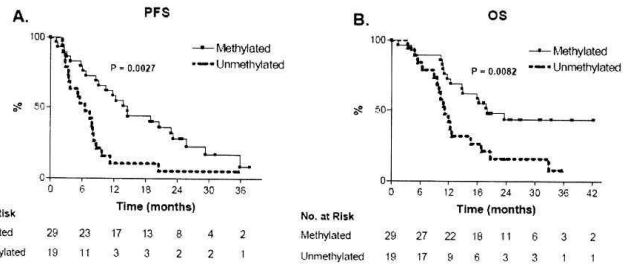 A. PFS
100
50
0
%
P = 0.0027
Methylated
Unmethylated
0 6 12 19 24 30 36
Time (months)
Risk
ted 29 23 17 13 8 4 2
ylated 19 11 3 3 2 2 1
B. OS
100
50
0
%
P = 0.0082
Methylated
Unmethylated
0 6 12 18 24 30 36 42
Time (months)
No. at Risk
Methylated 29 27 22 18 11 6 3 2
Unmethylated 19 17 9 6 3 3 1 1